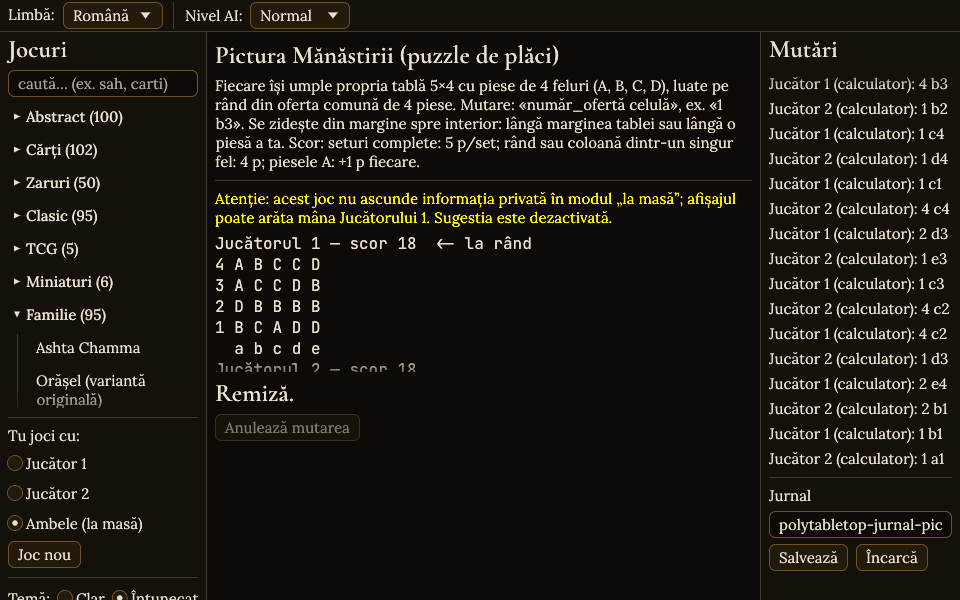 Limbă: Română ▼ Nivel AI: Normal ▼
Jocuri
caută... (ex. sah, carti)
▸ Abstract (100)
▸ Cărți (102)
▸ Zaruri (50)
▸ Clasic (95)
▸ TCG (5)
▸ Miniaturi (6)
▾ Familie (95)
Ashta Chamma
Orășel (variantă
originală)
Tu joci cu:
Jucător 1
Jucător 2
Ambele (la masă)
Joc nou
Temă: Clar Întunecat
Pictura Mănăstirii (puzzle de plăci)
Fiecare își umple propria tablă 5×4 cu piese de 4 feluri (A, B, C, D), luate pe
rând din oferta comună de 4 piese. Mutare: «număr_ofertă celulă», ex. «1
b3». Se zidește din margine spre interior: lângă marginea tablei sau lângă o
piesă a ta. Scor: seturi complete: 5 p/set; rând sau coloană dintr-un singur
fel: 4 p; piesele A: +1 p fiecare.
Atenție: acest joc nu ascunde informația privată în modul „la masă”; afișajul
poate arăta mâna Jucătorului 1. Sugestia este dezactivată.
Jucătorul 1 — scor 18 ← la rând
4 A B C C D
3 A C C D B
2 D B B B B
1 B C A D D
a b c d e
Jucătorul 2 — scor 18
Remiză.
Anulează mutarea
Mutări
Jucător 1 (calculator): 4 b3
Jucător 2 (calculator): 1 b2
Jucător 1 (calculator): 1 c4
Jucător 2 (calculator): 1 d4
Jucător 1 (calculator): 1 c1
Jucător 2 (calculator): 4 c4
Jucător 1 (calculator): 2 d3
Jucător 2 (calculator): 1 e3
Jucător 1 (calculator): 1 c3
Jucător 2 (calculator): 4 c2
Jucător 1 (calculator): 4 c2
Jucător 2 (calculator): 1 d3
Jucător 1 (calculator): 2 e4
Jucător 2 (calculator): 2 b1
Jucător 1 (calculator): 1 b1
Jucător 2 (calculator): 1 a1
Jurnal
polytabletop-jurnal-pic
Salvează Încarcă